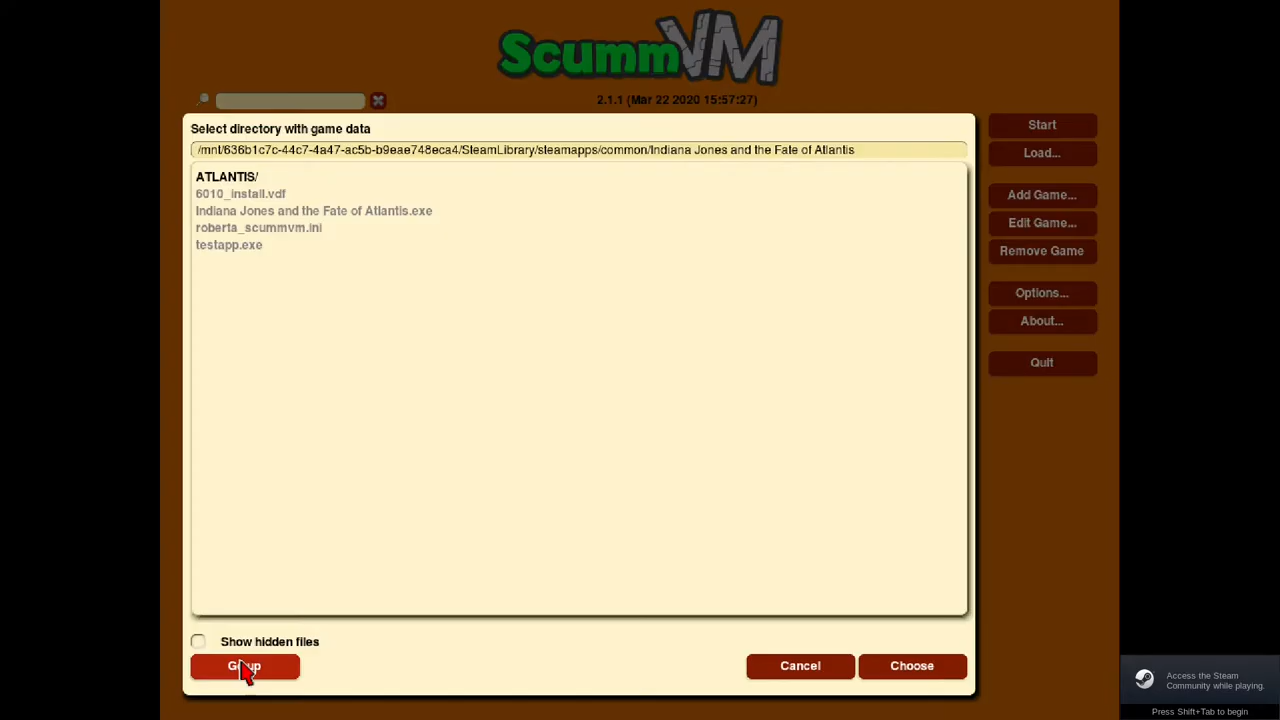 ScummVM
2.1.1 (Mar 22 2020 15:57:27)
Select directory with game data
/mnt/636b1c7c-44c7-4a47-ac5b-b9eae748eca4/SteamLibrary/steamapps/common/Indiana Jones and the Fate of Atlantis
ATLANTIS/
6010_install.vdf
Indiana Jones and the Fate of Atlantis.exe
roberta_scummvm.ini
testapp.exe
Show hidden files
Go up
Cancel
Choose
Start
Load...
Add Game...
Edit Game...
Remove Game
Options...
About...
Quit
Access the Steam
Community while playing.
Press Shift+Tab to begin